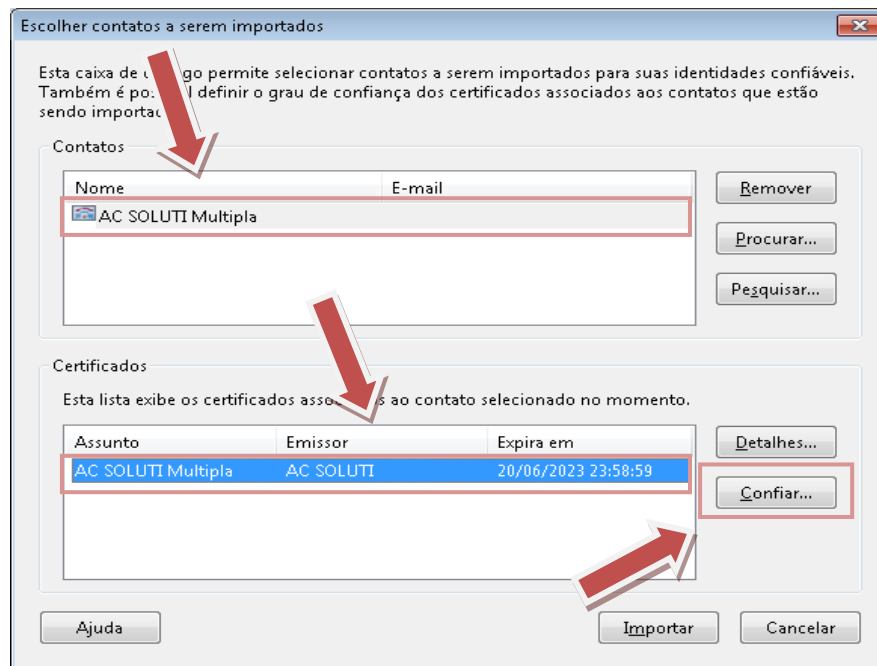 Escolher contatos a serem importados
Esta caixa de go permite selecionar contatos a serem importados para suas identidades confiáveis.
Também é definir o grau de confiança dos certificados associados aos contatos que estão
sendo
Contatos
Nome E-mail
AC SOLUTI Multipla
Remover
Procurar...
Pesquisar...
Certificados
Esta lista exibe os certificados ao contato selecionado no momento.
Assunto Emissor Expira em
AC SOLUTI Multipla AC SOLUTI 20/06/2023 23:58:59
Detalhes...
Confiar...
Ajuda Importar Cancelar